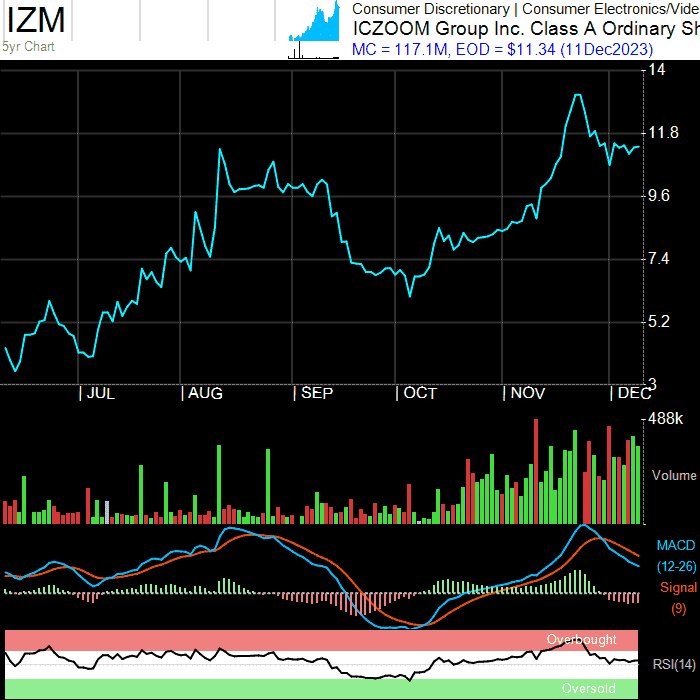 IZM
5yr Chart
Consumer Discretionary | Consumer Electronics/Vide
ICZOOM Group Inc. Class A Ordinary Sh
MC = 117.1M, EOD = $11.34 (11Dec2023)
14
11.8
9.6
7.4
5.2
3
| JUL | AUG | SEP | OCT | NOV | DEC
488k
Volume
MACD
(12-26)
Signal
(9)
Overbought
RSI(14)
Oversold